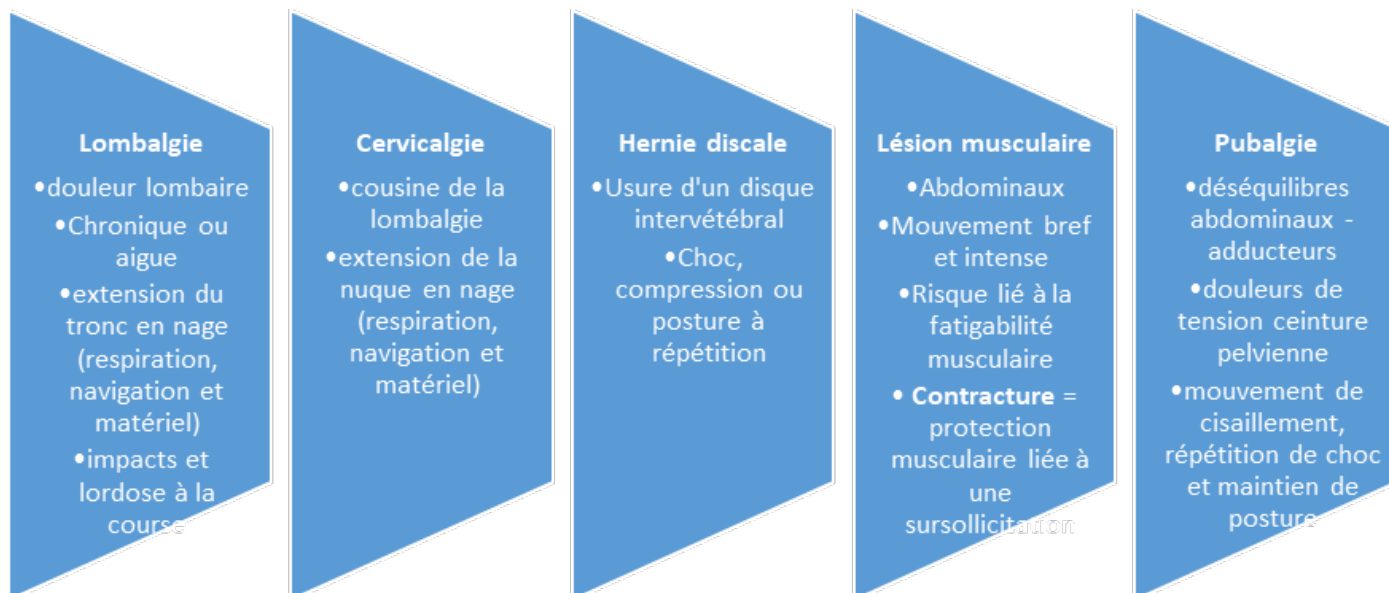 Lombalgie
•douleur lombaire
•Chronique ou
aigue
•extension du
tronc en nage
(respiration,
navigation et
matériel)
•impacts et
lordose à la
course
Cervicalgie
•cousine de la
lombalgie
•extension de la
nuque en nage
(respiration,
navigation et
matériel)
Hernie discale
•Usure d'un disque
intervétébral
•Choc,
compression ou
posture à
répétition
Lésion musculaire
•Abdominaux
•Mouvement bref
et intense
•Risque lié à la
fatigabilité
musculaire
• Contracture =
protection
musculaire liée à
une
sursollicitation
Pubalgie
•déséquilibres
abdominaux -
adducteurs
•douleurs de
tension ceinture
pelvienne
•mouvement de
cisaillement,
répétition de choc
et maintien de
posture